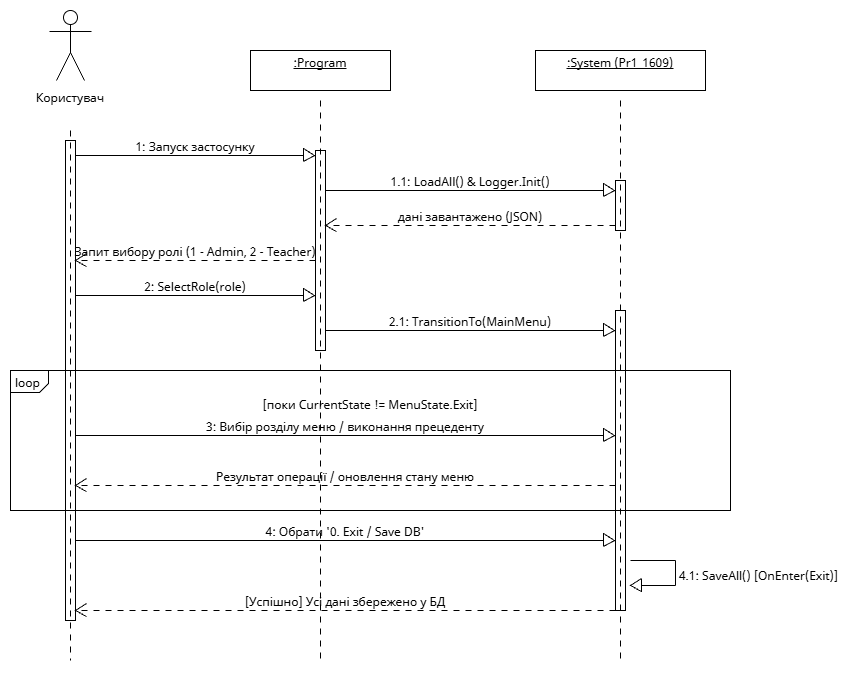 :Program
:System (Pr1_1609)
Користувач
1: Запуск застосунку
1.1: LoadAll() & Logger.Init()
дані завантажено (JSON)
Запит вибору ролі (1 - Admin, 2 - Teacher)
2: SelectRole(role)
2.1: TransitionTo(MainMenu)
loop
[поки CurrentState != MenuState.Exit]
3: Вибір розділу меню / виконання прецеденту
Результат операції / оновлення стану меню
4: Обрати '0. Exit / Save DB'
4.1: SaveAll() [OnEnter(Exit)]
[Успішно] Усі дані збережено у БД